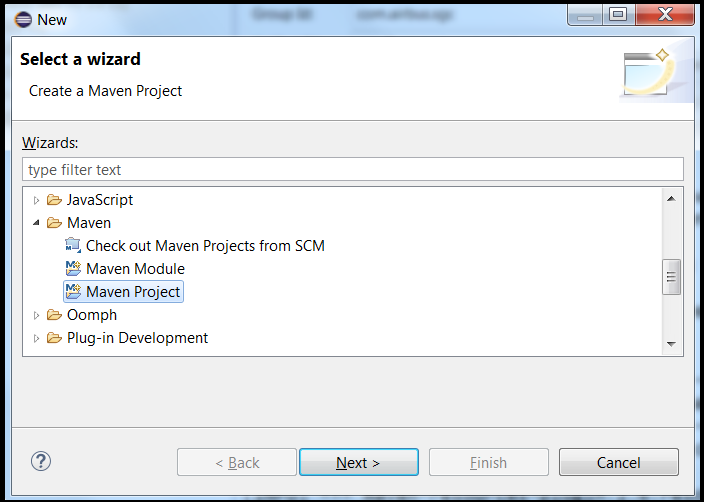 New
Select a wizard
Create a Maven Project
Wizards:
type filter text
JavaScript
Maven
Check out Maven Projects from SCM
Maven Module
Maven Project
Oomph
Plug-in Development
< Back Next > Finish Cancel